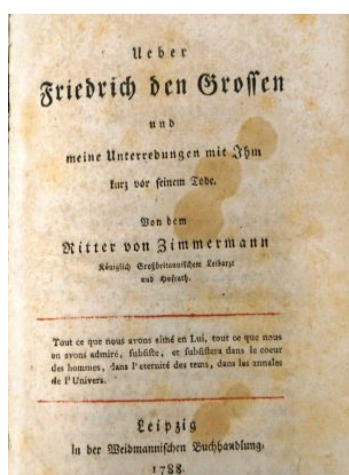 Ueber
Friedrich den Grossen
und
meine Unterredungen mit Ihm
kurz vor seinem Tode.
Von dem
Ritter von Zimmermann
Königlich Großbritannischem Leibarzt
und Hofrath.
Tout ce que nous avons aimé en Lui, tout ce que nous
en avons admiré, subsiste, et subsistera dans le coeur
des hommes, dans l'eternité des tems, dans les annales
de l'Univers.
Leipzig
In der Weidmannischen Buchhandlung.
1788.